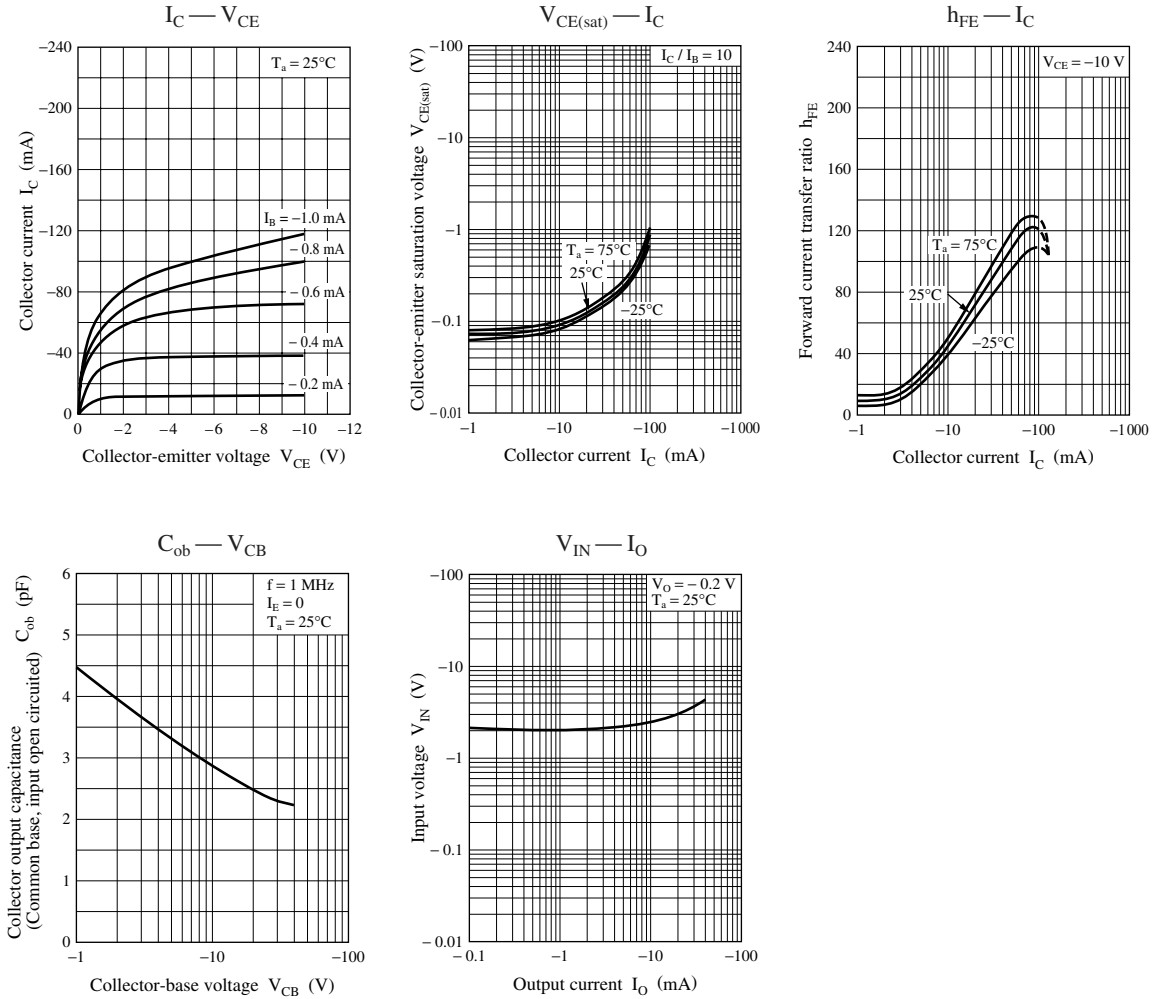 I_C — V_CE
−240
−200
−160
−120
−80
−40
0
0 −2 −4 −6 −8 −10 −12
T_a = 25°C
I_B = −1.0 mA
− 0.8 mA
− 0.6 mA
− 0.4 mA
− 0.2 mA
Collector current I_C (mA)
Collector-emitter voltage V_CE (V)
V_CE(sat) — I_C
−100
−10
−1
− 0.1
− 0.01
−1 −10 −100 −1 000
I_C / I_B = 10
T_a = 75°C
25°C
−25°C
Collector-emitter saturation voltage V_CE(sat) (V)
Collector current I_C (mA)
h_FE — I_C
240
200
160
120
80
40
0
−1 −10 −100 −1 000
V_CE = −10 V
T_a = 75°C
25°C
−25°C
Forward current transfer ratio h_FE
Collector current I_C (mA)
C_ob — V_CB
6
5
4
3
2
1
0
−1 −10 −100
f = 1 MHz
I_E = 0
T_a = 25°C
Collector output capacitance C_ob (pF)
(Common base, input open circuited)
Collector-base voltage V_CB (V)
V_IN — I_O
−100
−10
−1
− 0.1
− 0.01
− 0.1 −1 −10 −100
V_O = − 0.2 V
T_a = 25°C
Input voltage V_IN (V)
Output current I_O (mA)